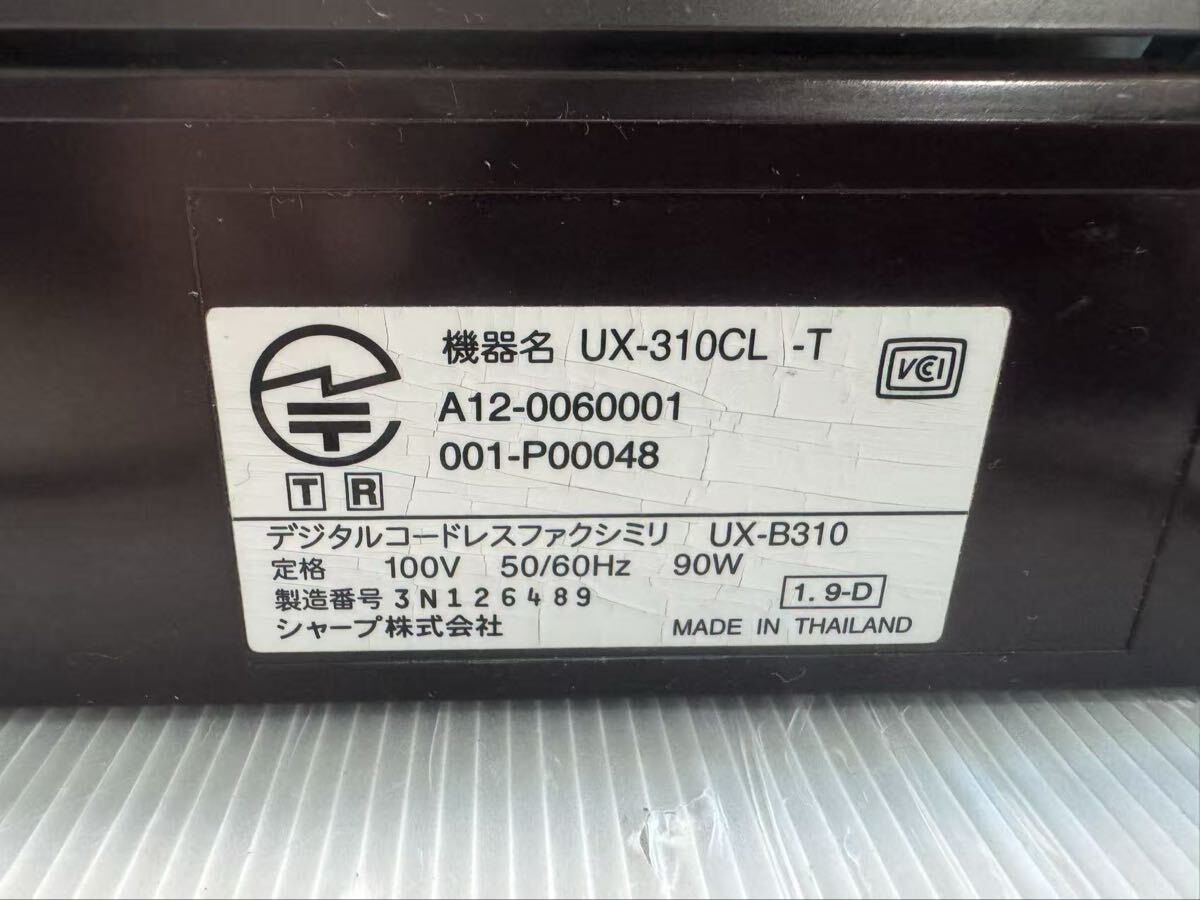 機器名 UX-310CL -T
VCCI
A12-0060001
001-P00048
T R
デジタルコードレスファクシミリ UX-B310
定格 100V 50/60Hz 90W
製造番号 3N126489
1.9-D
シャープ株式会社 MADE IN THAILAND